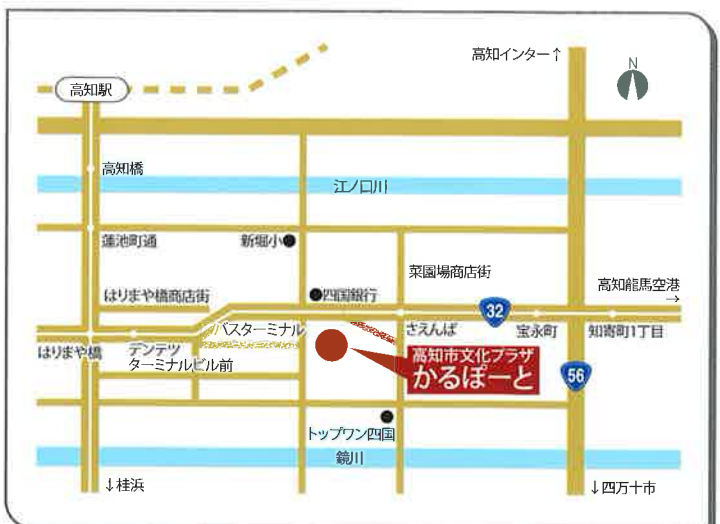 高知インター↑
N
高知駅
高知橋
江ノ口川
蓮池町通
新堀小
菜園場商店街
高知龍馬空港
→
はりまや橋商店街
四国銀行
32
バスターミナル
さえんば
宝永町
知寄町1丁目
はりまや橋
デンテツ
ターミナルビル前
高知市文化プラザ
かるぽーと
56
トップワン四国
鏡川
↓桂浜
↓四万十市